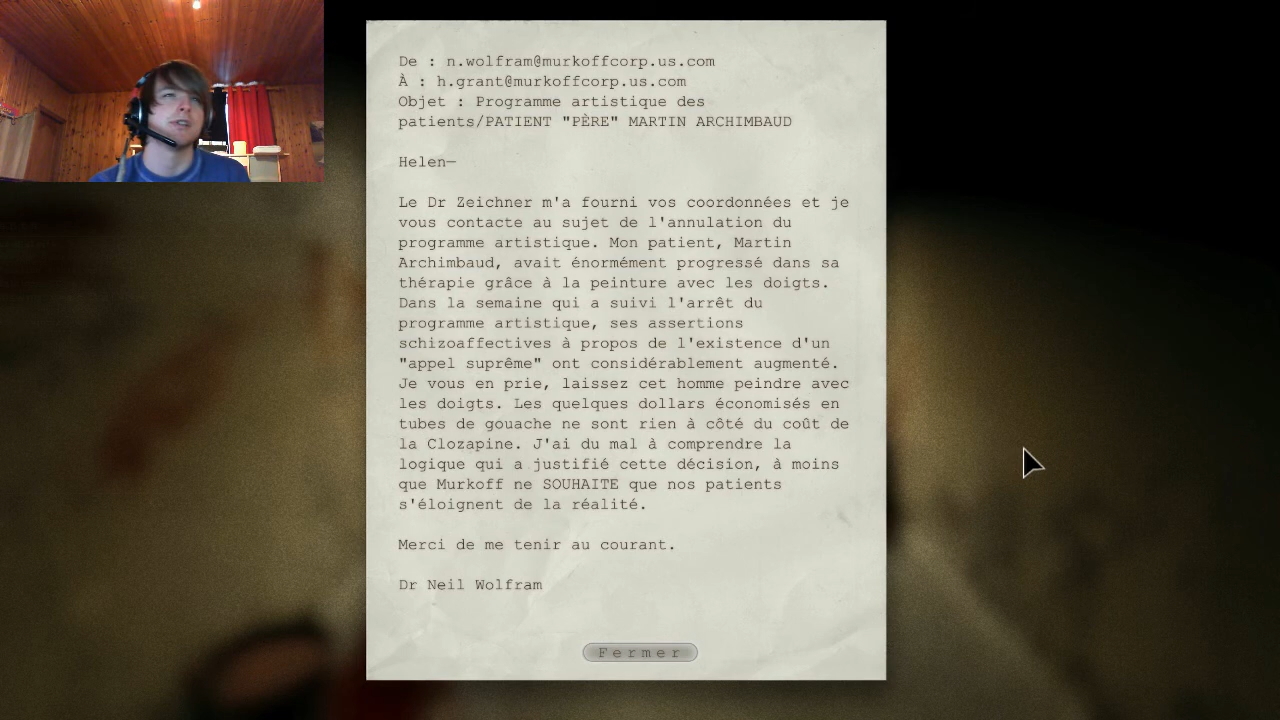 De : n.wolfram@murkoffcorp.us.com
À : h.grant@murkoffcorp.us.com
Objet : Programme artistique des
patients/PATIENT "PÈRE" MARTIN ARCHIMBAUD
Helen—
Le Dr Zeichner m'a fourni vos coordonnées et je
vous contacte au sujet de l'annulation du
programme artistique. Mon patient, Martin
Archimbaud, avait énormément progressé dans sa
thérapie grâce à la peinture avec les doigts.
Dans la semaine qui a suivi l'arrêt du
programme artistique, ses assertions
schizoaffectives à propos de l'existence d'un
"appel suprême" ont considérablement augmenté.
Je vous en prie, laissez cet homme peindre avec
les doigts. Les quelques dollars économisés en
tubes de gouache ne sont rien à côté du coût de
la Clozapine. J'ai du mal à comprendre la
logique qui a justifié cette décision, à moins
que Murkoff ne SOUHAITE que nos patients
s'éloignent de la réalité.
Merci de me tenir au courant.
Dr Neil Wolfram
Fermer